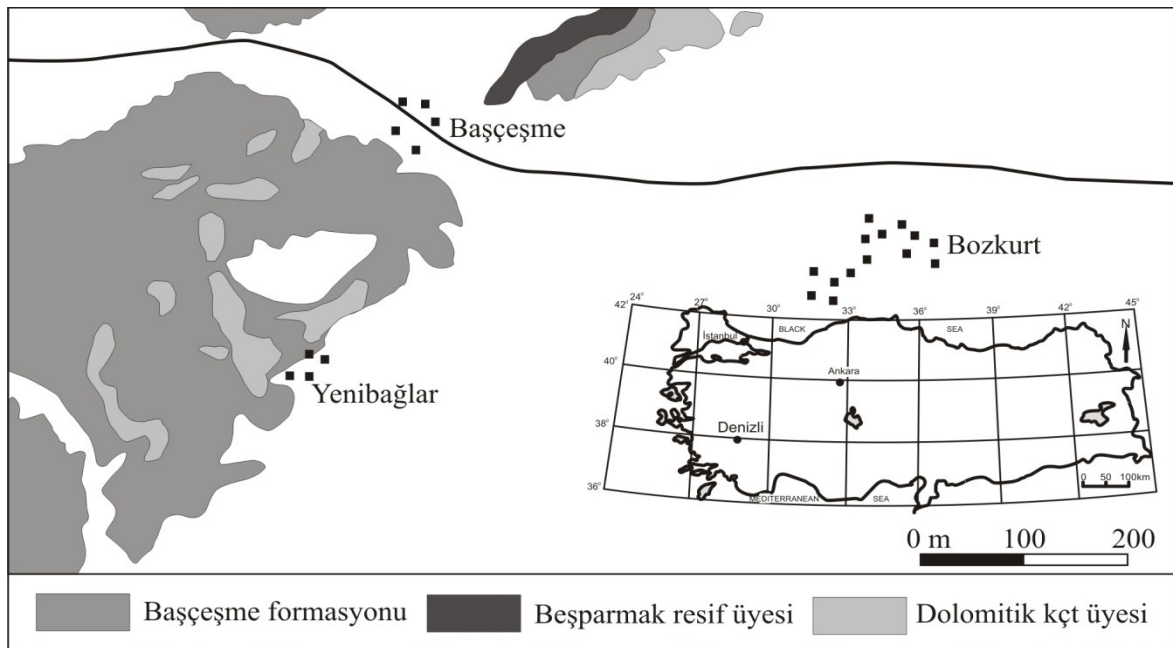 Başçeşme
Bozkurt
Yenibağlar
24°
27°
30°
33°
36°
39°
42°
45°
42°
40°
38°
36°
BLACK SEA
N
İstanbul
Ankara
Denizli
MEDITERRANEAN SEA
0 50 100km
0 m 100 200
Başçeşme formasyonu
Beşparmak resif üyesi
Dolomitik kçt üyesi